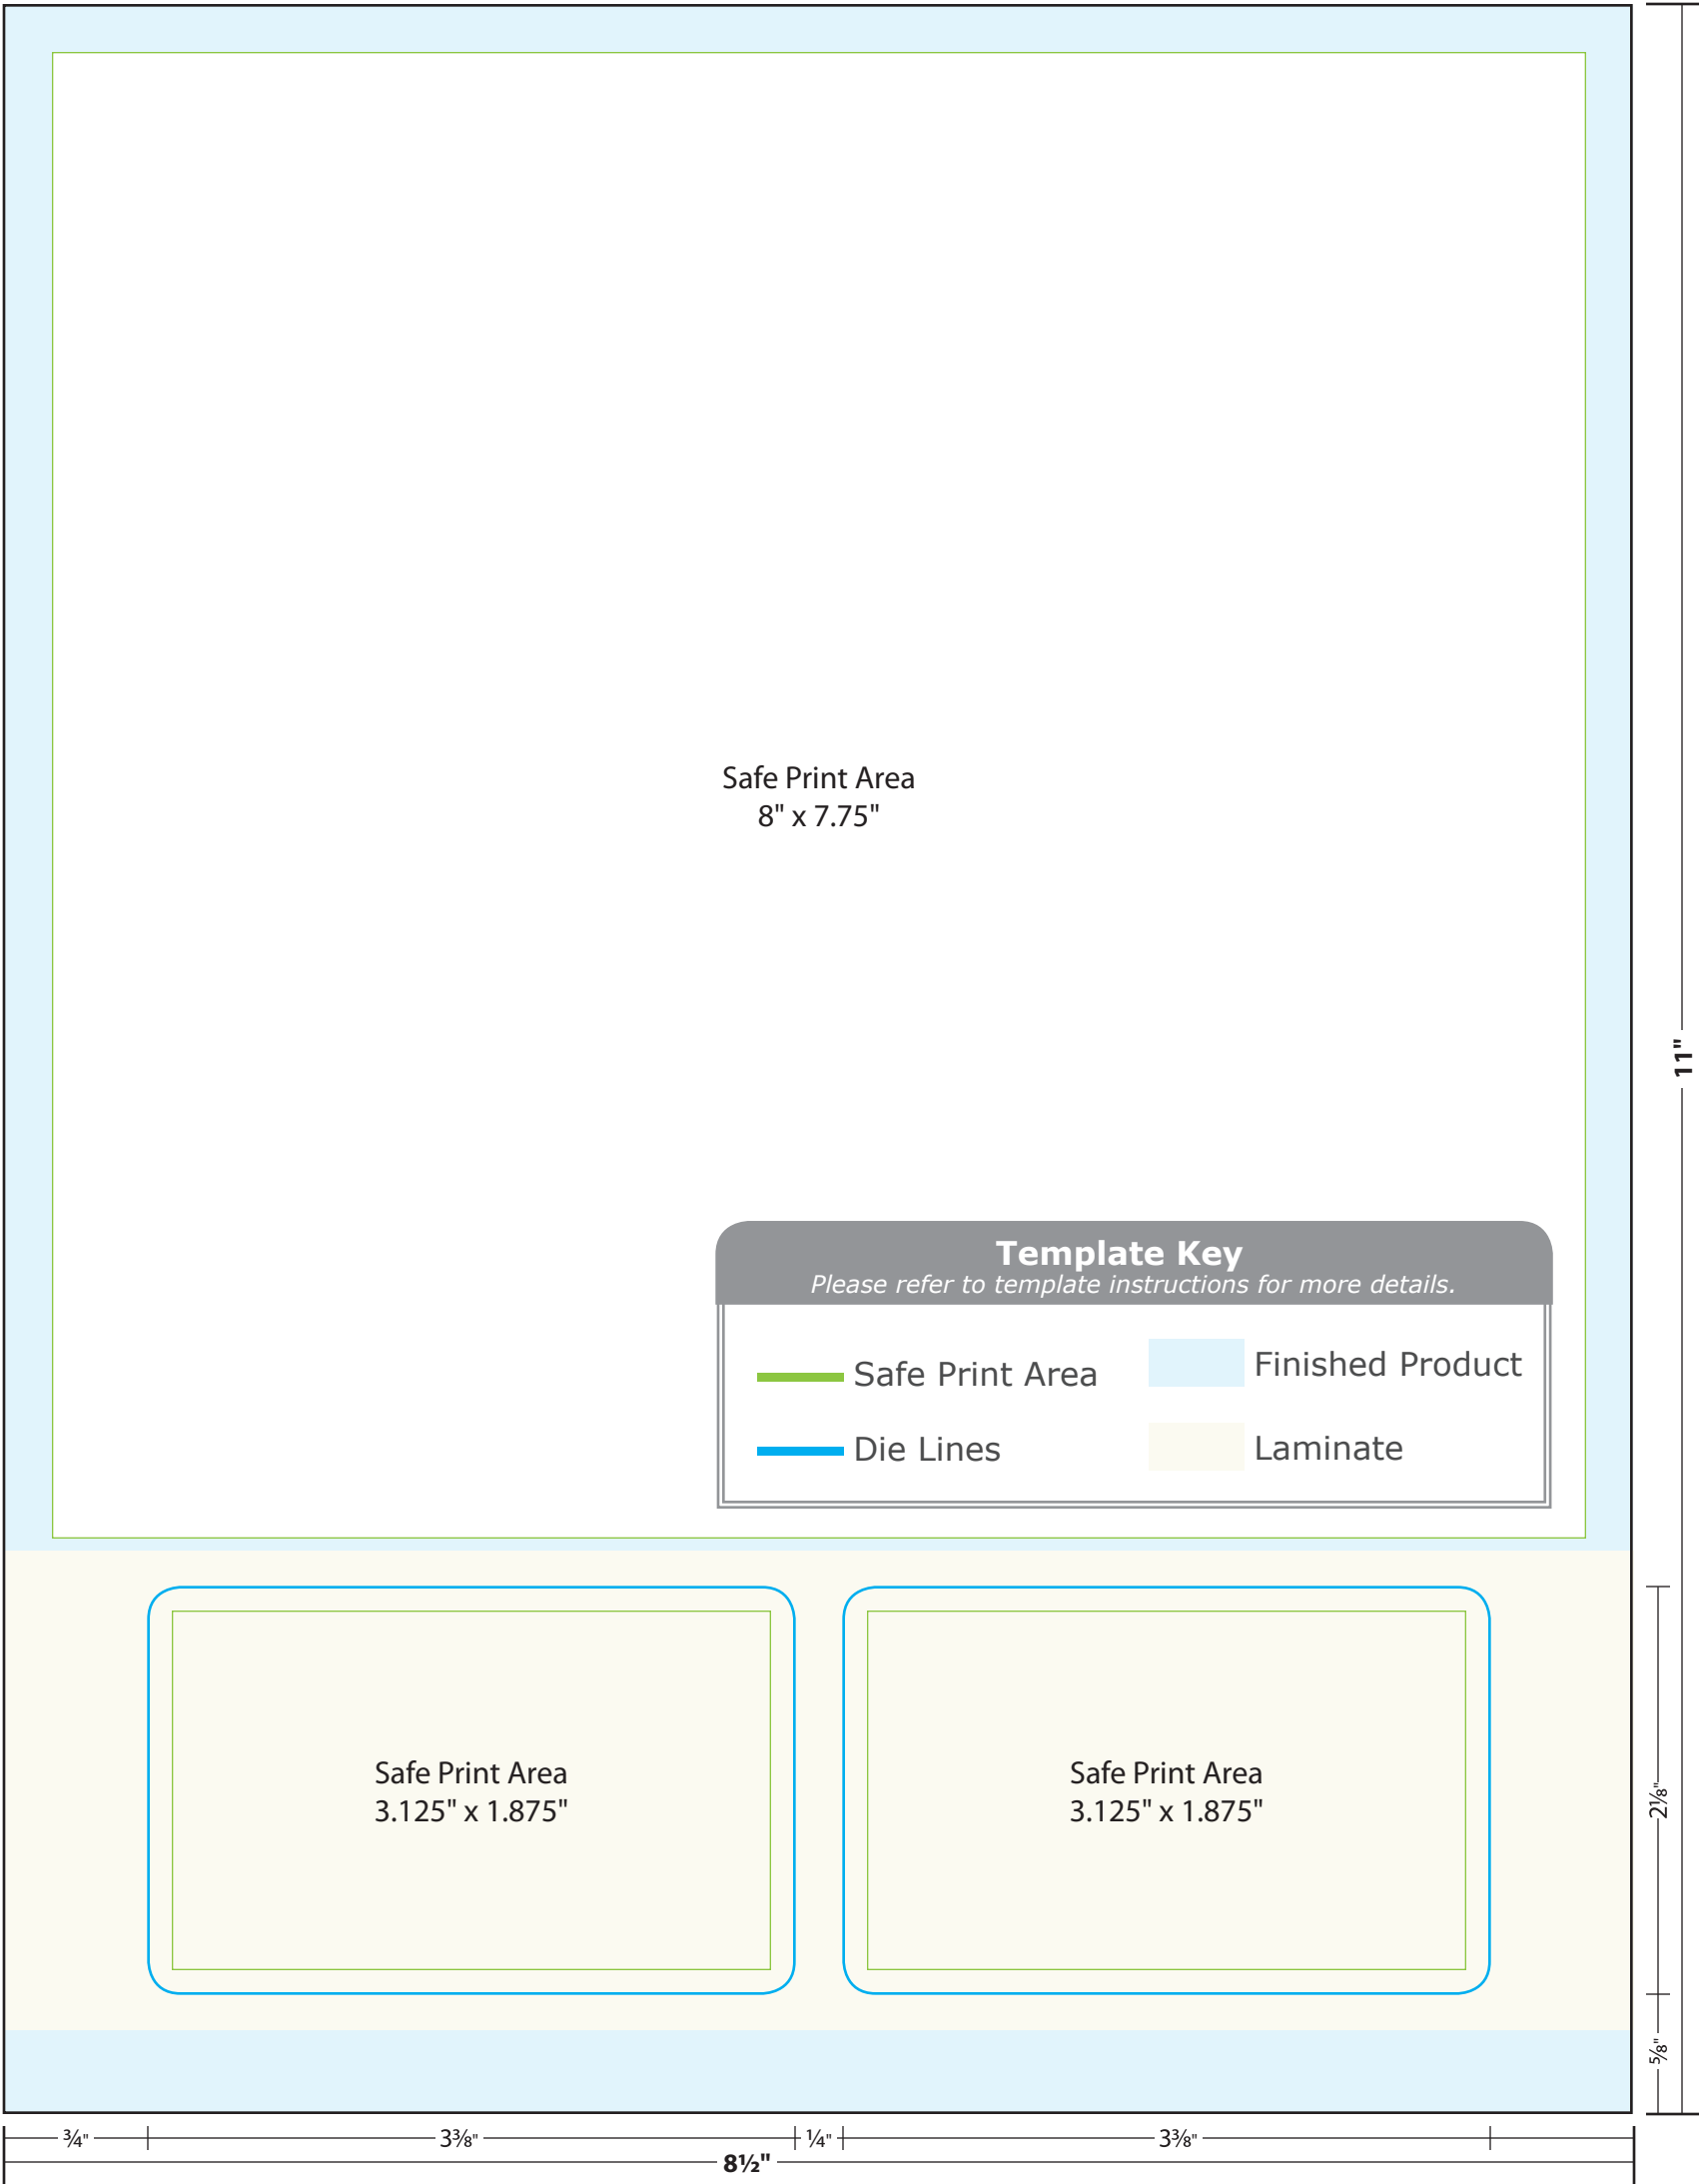 Safe Print Area
8" x 7.75"
11"
Template Key
Please refer to template instructions for more details.
Safe Print Area
Finished Product
Die Lines
Laminate
Safe Print Area
3.125" x 1.875"
Safe Print Area
3.125" x 1.875"
2⅛"
⅝"
¾"
3⅜"
¼"
3⅜"
8½"